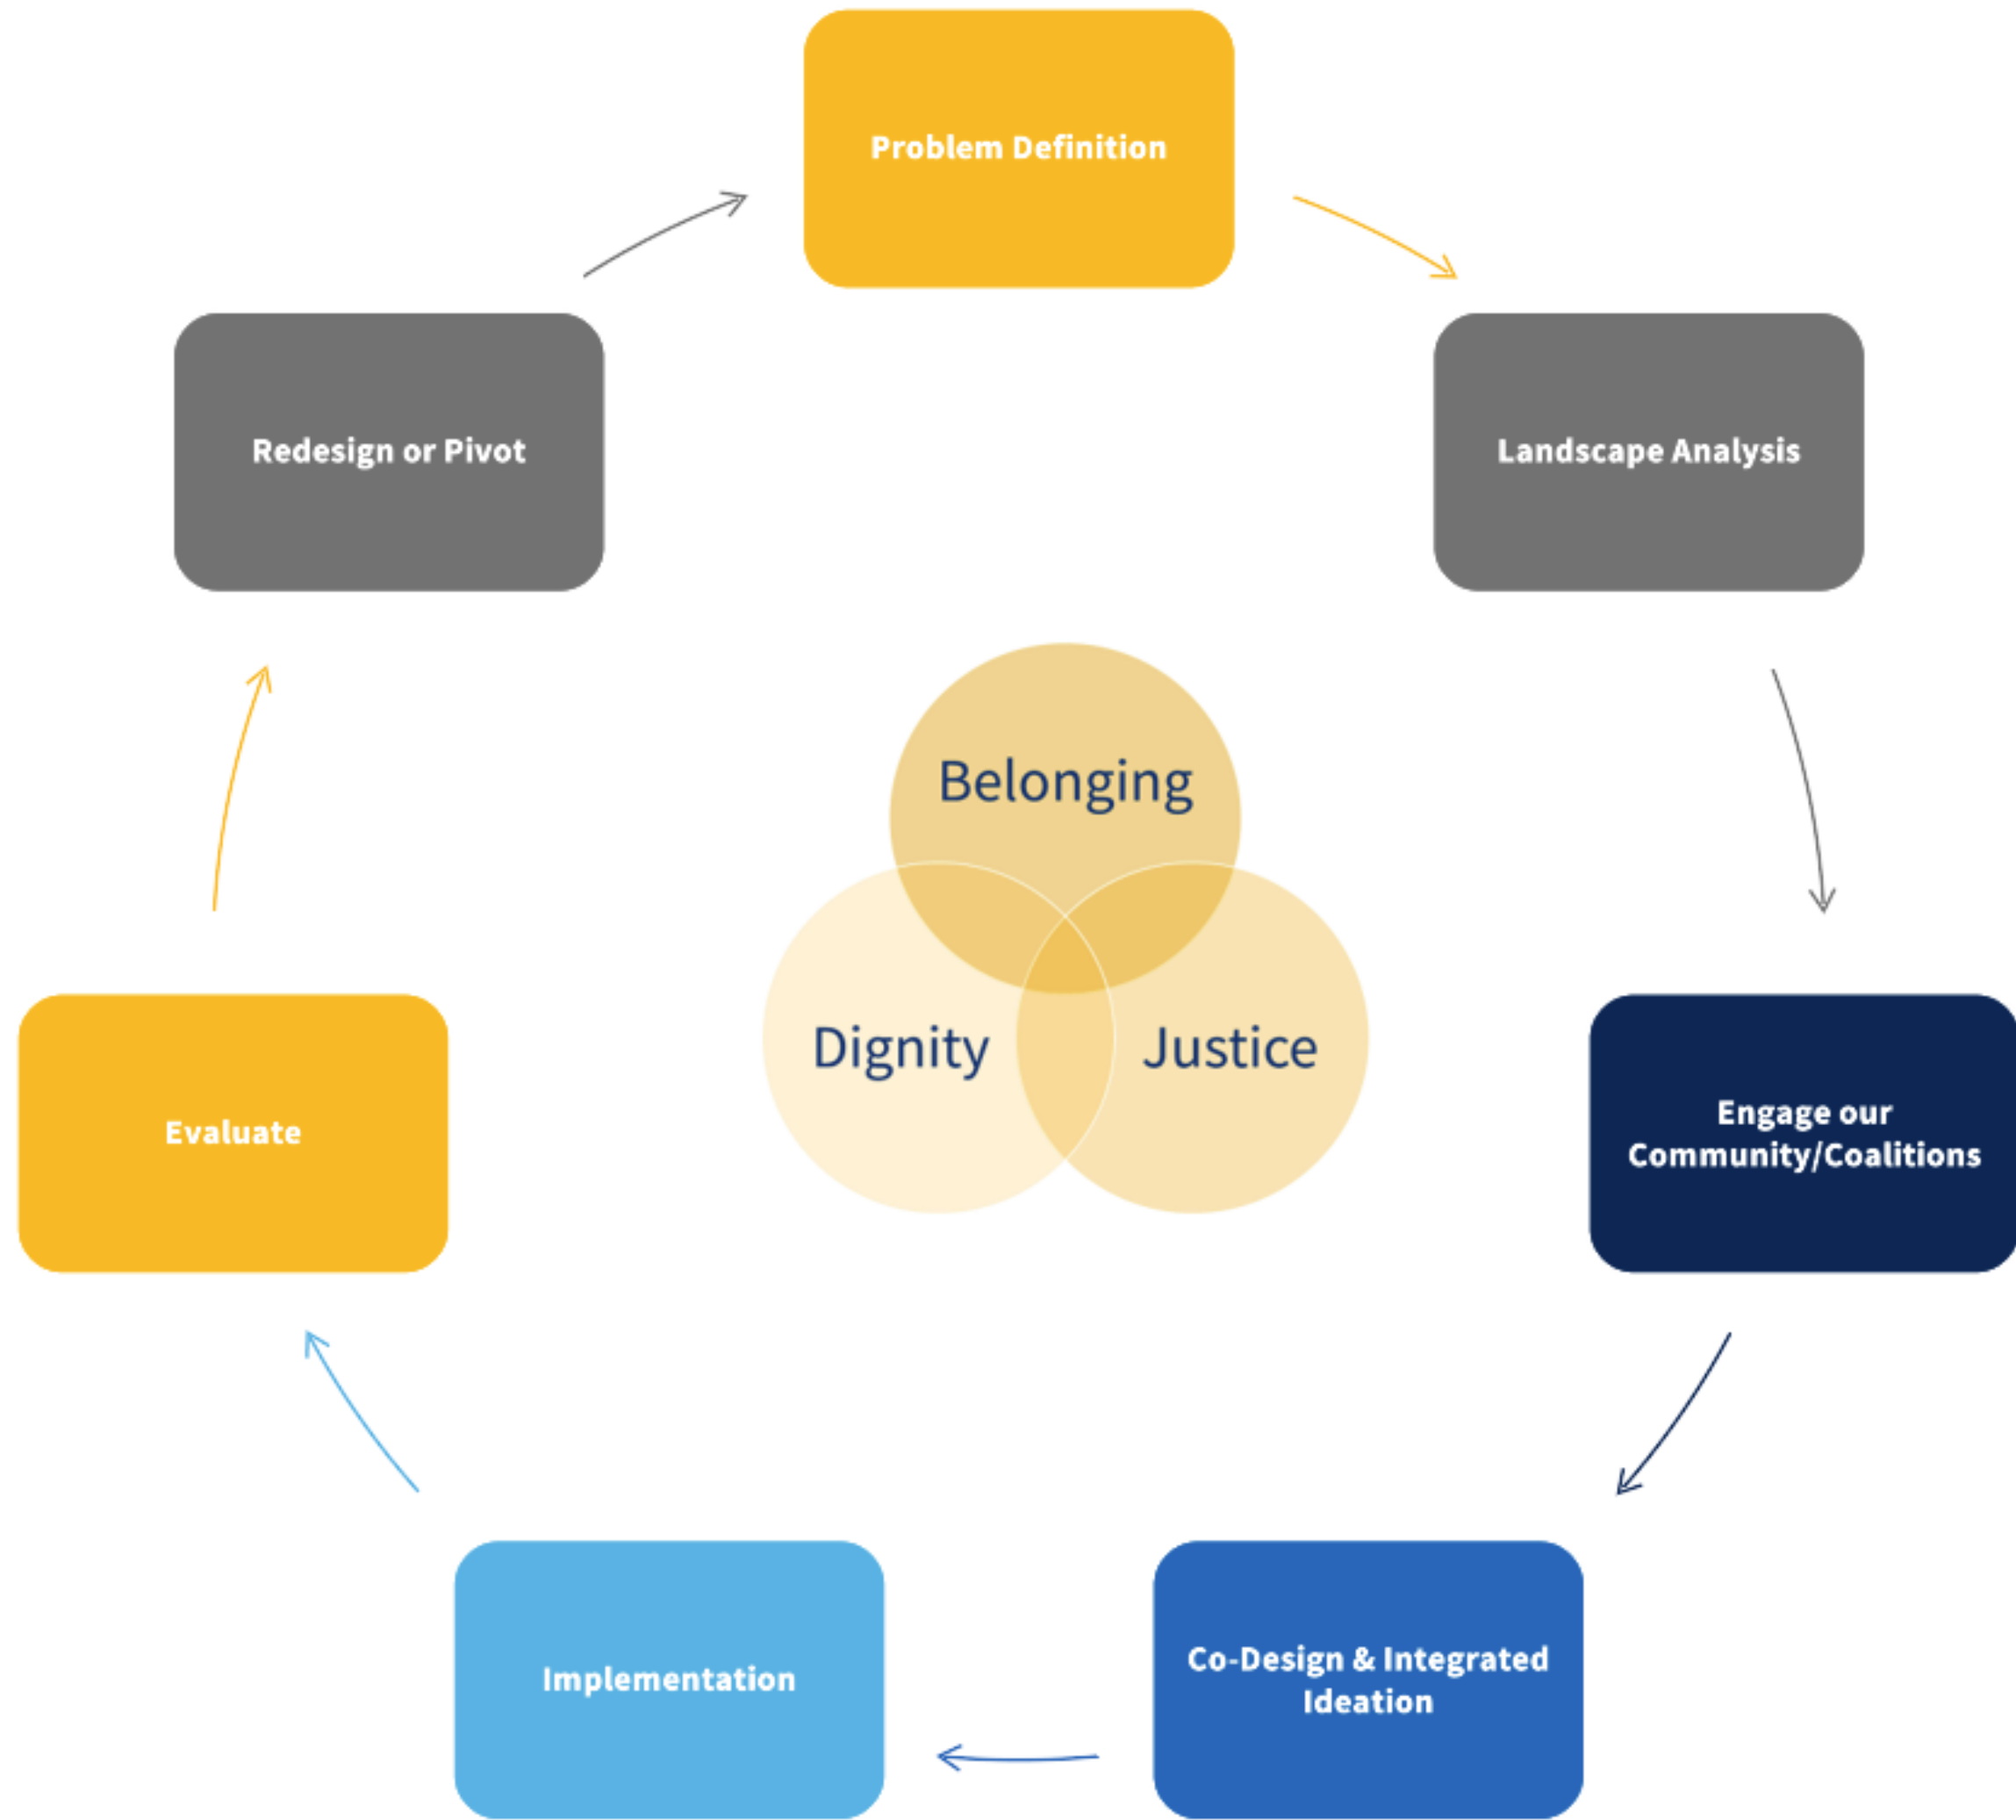 Problem Definition
Redesign or Pivot
Landscape Analysis
Belonging
Dignity
Justice
Evaluate
Engage our
Community/Coalitions
Implementation
Co-Design & Integrated
Ideation